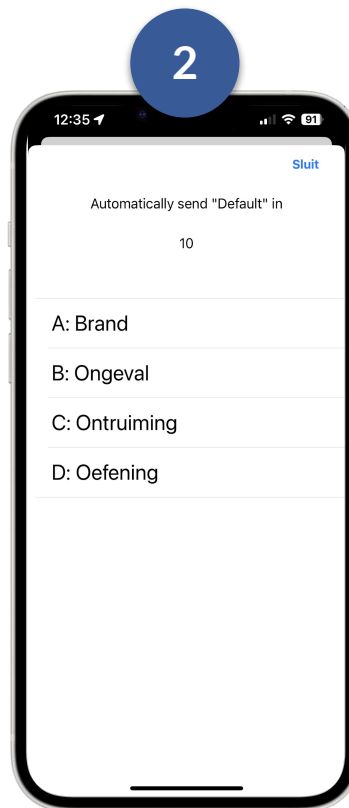 2
12:35
91
Sluit
Automatically send "Default" in
10
A: Brand
B: Ongeval
C: Ontruiming
D: Oefening